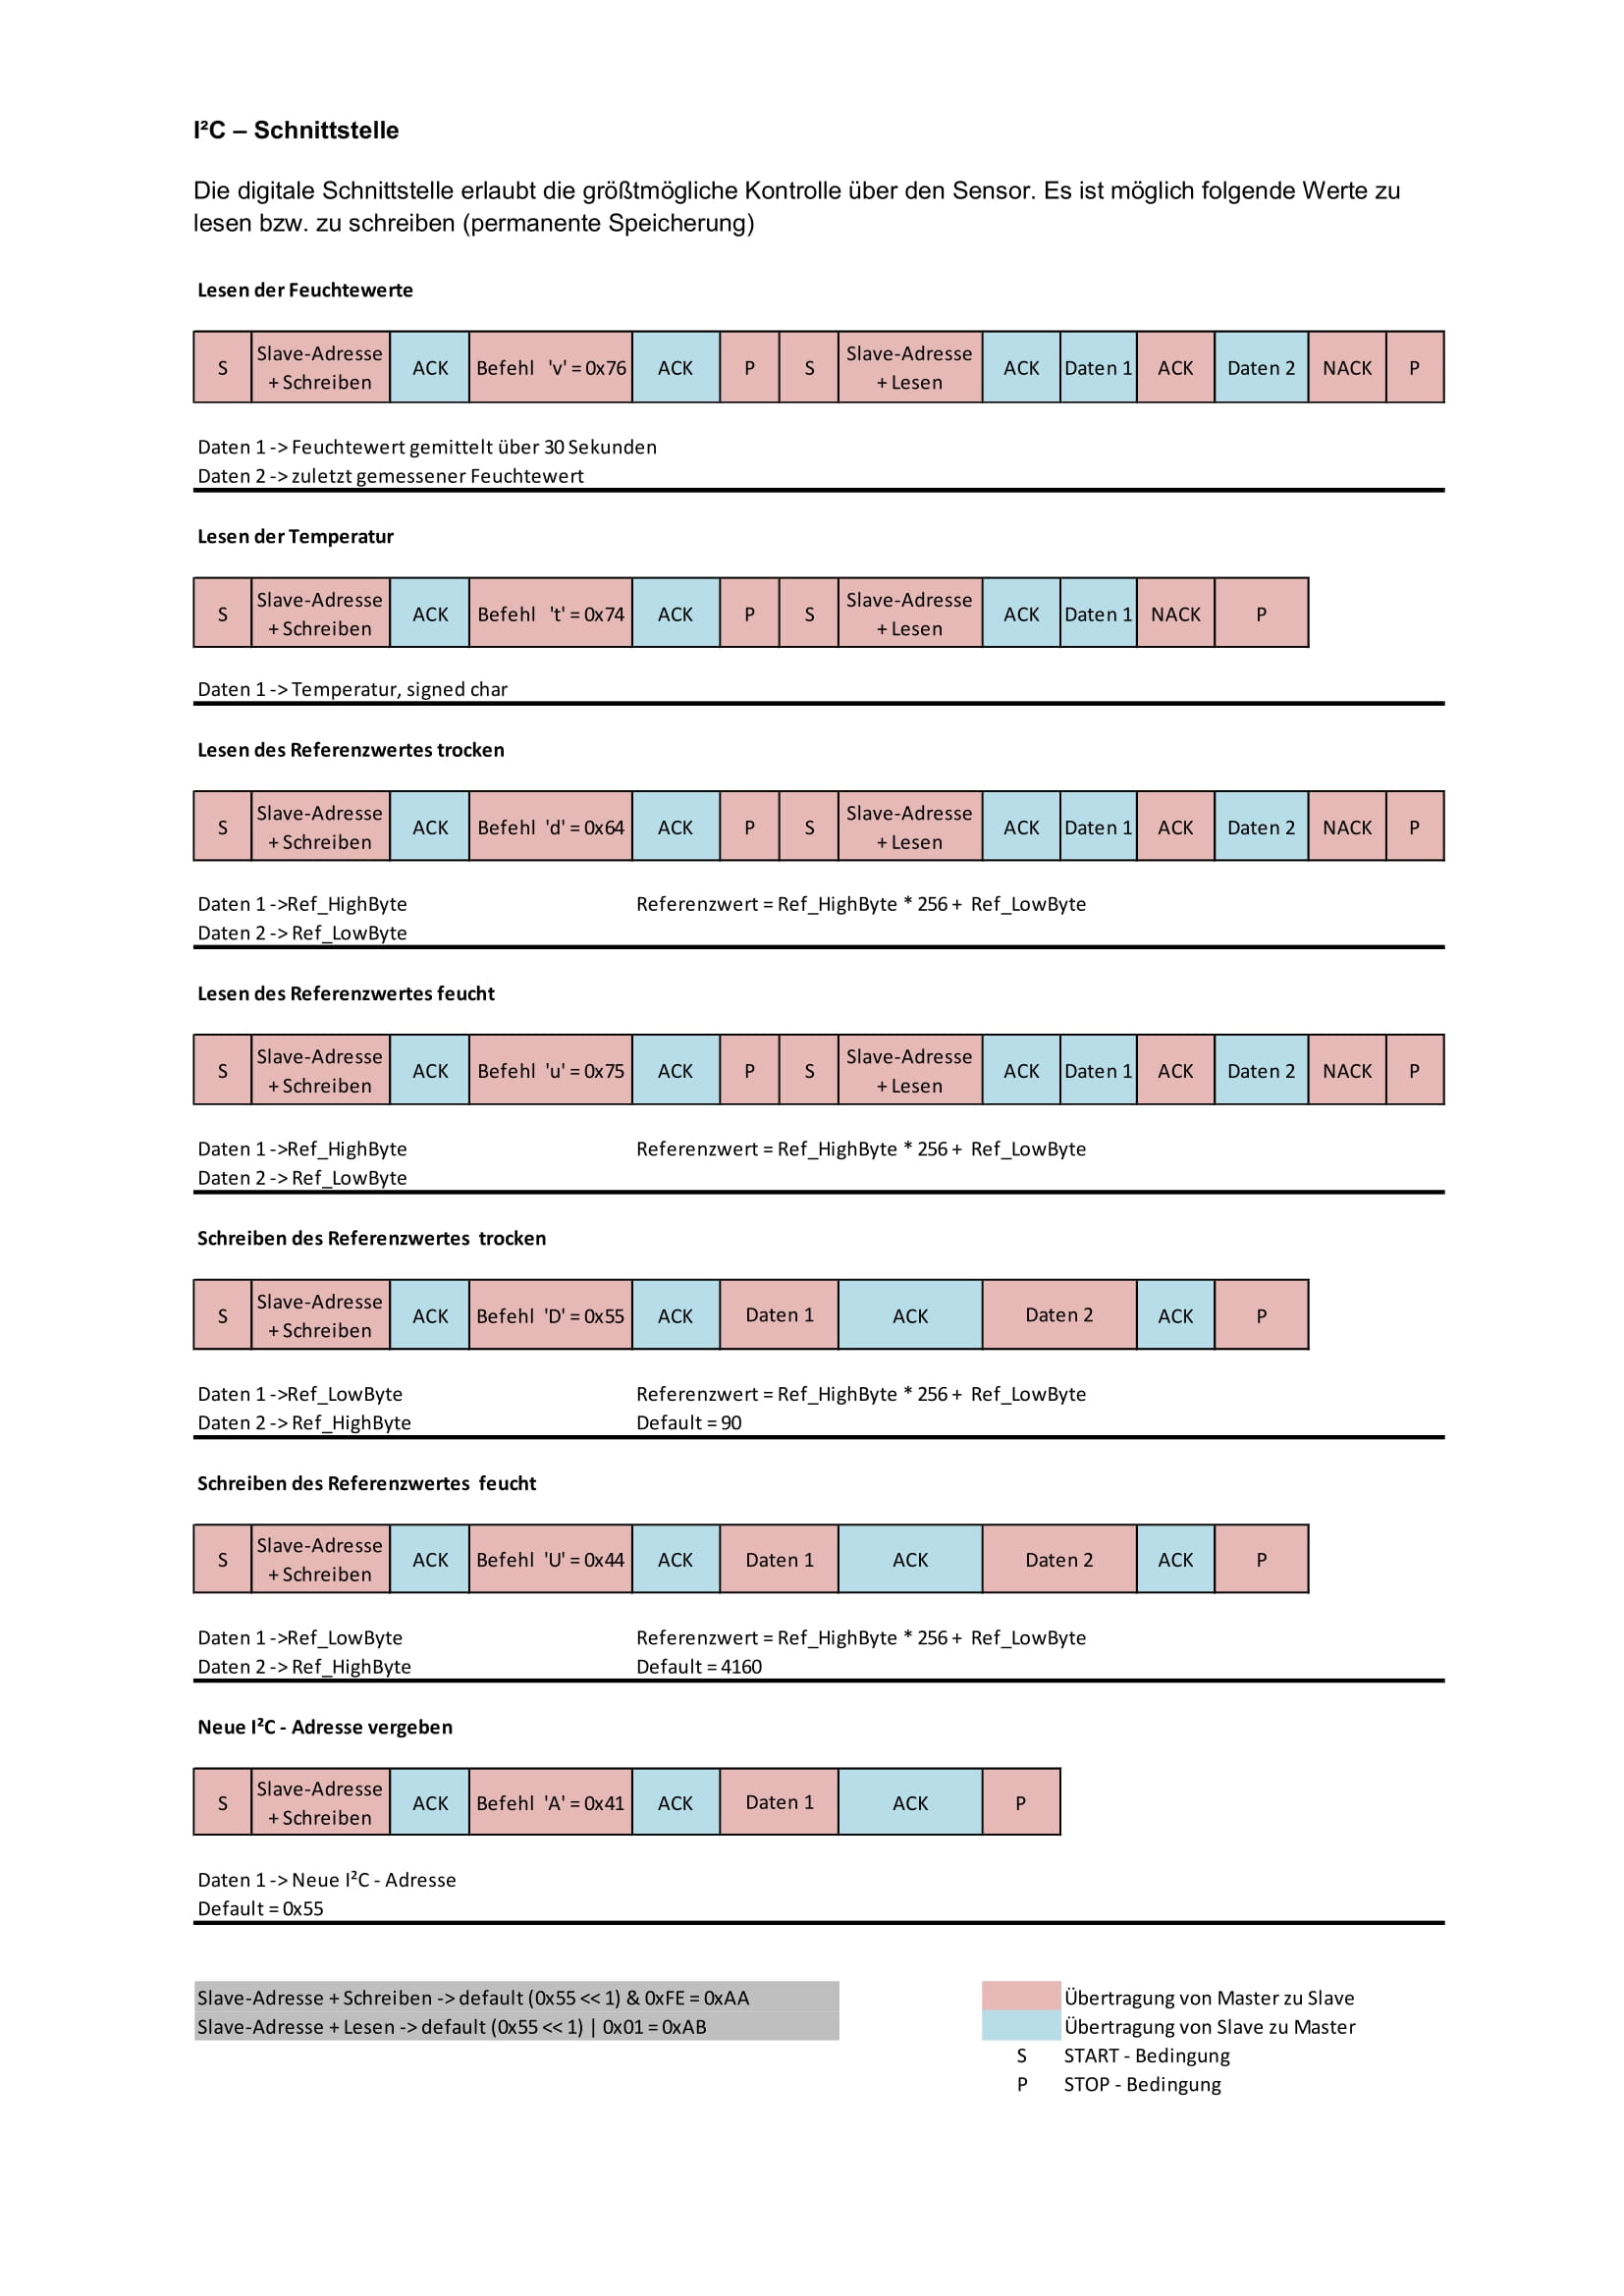 I²C – Schnittstelle
Die digitale Schnittstelle erlaubt die größtmögliche Kontrolle über den Sensor. Es ist möglich folgende Werte zu
lesen bzw. zu schreiben (permanente Speicherung)
Lesen der Feuchtewerte
S Slave-Adresse + Schreiben ACK Befehl 'v' = 0x76 ACK P S Slave-Adresse + Lesen ACK Daten 1 ACK Daten 2 NACK P
Daten 1 -> Feuchtewert gemittelt über 30 Sekunden
Daten 2 -> zuletzt gemessener Feuchtewert
Lesen der Temperatur
S Slave-Adresse + Schreiben ACK Befehl 't' = 0x74 ACK P S Slave-Adresse + Lesen ACK Daten 1 NACK P
Daten 1 -> Temperatur, signed char
Lesen des Referenzwertes trocken
S Slave-Adresse + Schreiben ACK Befehl 'd' = 0x64 ACK P S Slave-Adresse + Lesen ACK Daten 1 ACK Daten 2 NACK P
Daten 1 ->Ref_HighByte Referenzwert = Ref_HighByte * 256 + Ref_LowByte
Daten 2 -> Ref_LowByte
Lesen des Referenzwertes feucht
S Slave-Adresse + Schreiben ACK Befehl 'u' = 0x75 ACK P S Slave-Adresse + Lesen ACK Daten 1 ACK Daten 2 NACK P
Daten 1 ->Ref_HighByte Referenzwert = Ref_HighByte * 256 + Ref_LowByte
Daten 2 -> Ref_LowByte
Schreiben des Referenzwertes trocken
S Slave-Adresse + Schreiben ACK Befehl 'D' = 0x55 ACK Daten 1 ACK Daten 2 ACK P
Daten 1 ->Ref_LowByte Referenzwert = Ref_HighByte * 256 + Ref_LowByte
Daten 2 -> Ref_HighByte Default = 90
Schreiben des Referenzwertes feucht
S Slave-Adresse + Schreiben ACK Befehl 'U' = 0x44 ACK Daten 1 ACK Daten 2 ACK P
Daten 1 ->Ref_LowByte Referenzwert = Ref_HighByte * 256 + Ref_LowByte
Daten 2 -> Ref_HighByte Default = 4160
Neue I²C - Adresse vergeben
S Slave-Adresse + Schreiben ACK Befehl 'A' = 0x41 ACK Daten 1 ACK P
Daten 1 -> Neue I²C - Adresse
Default = 0x55
Slave-Adresse + Schreiben -> default (0x55 << 1) & 0xFE = 0xAA
Slave-Adresse + Lesen -> default (0x55 << 1) | 0x01 = 0xAB
Übertragung von Master zu Slave
Übertragung von Slave zu Master
S START - Bedingung
P STOP - Bedingung